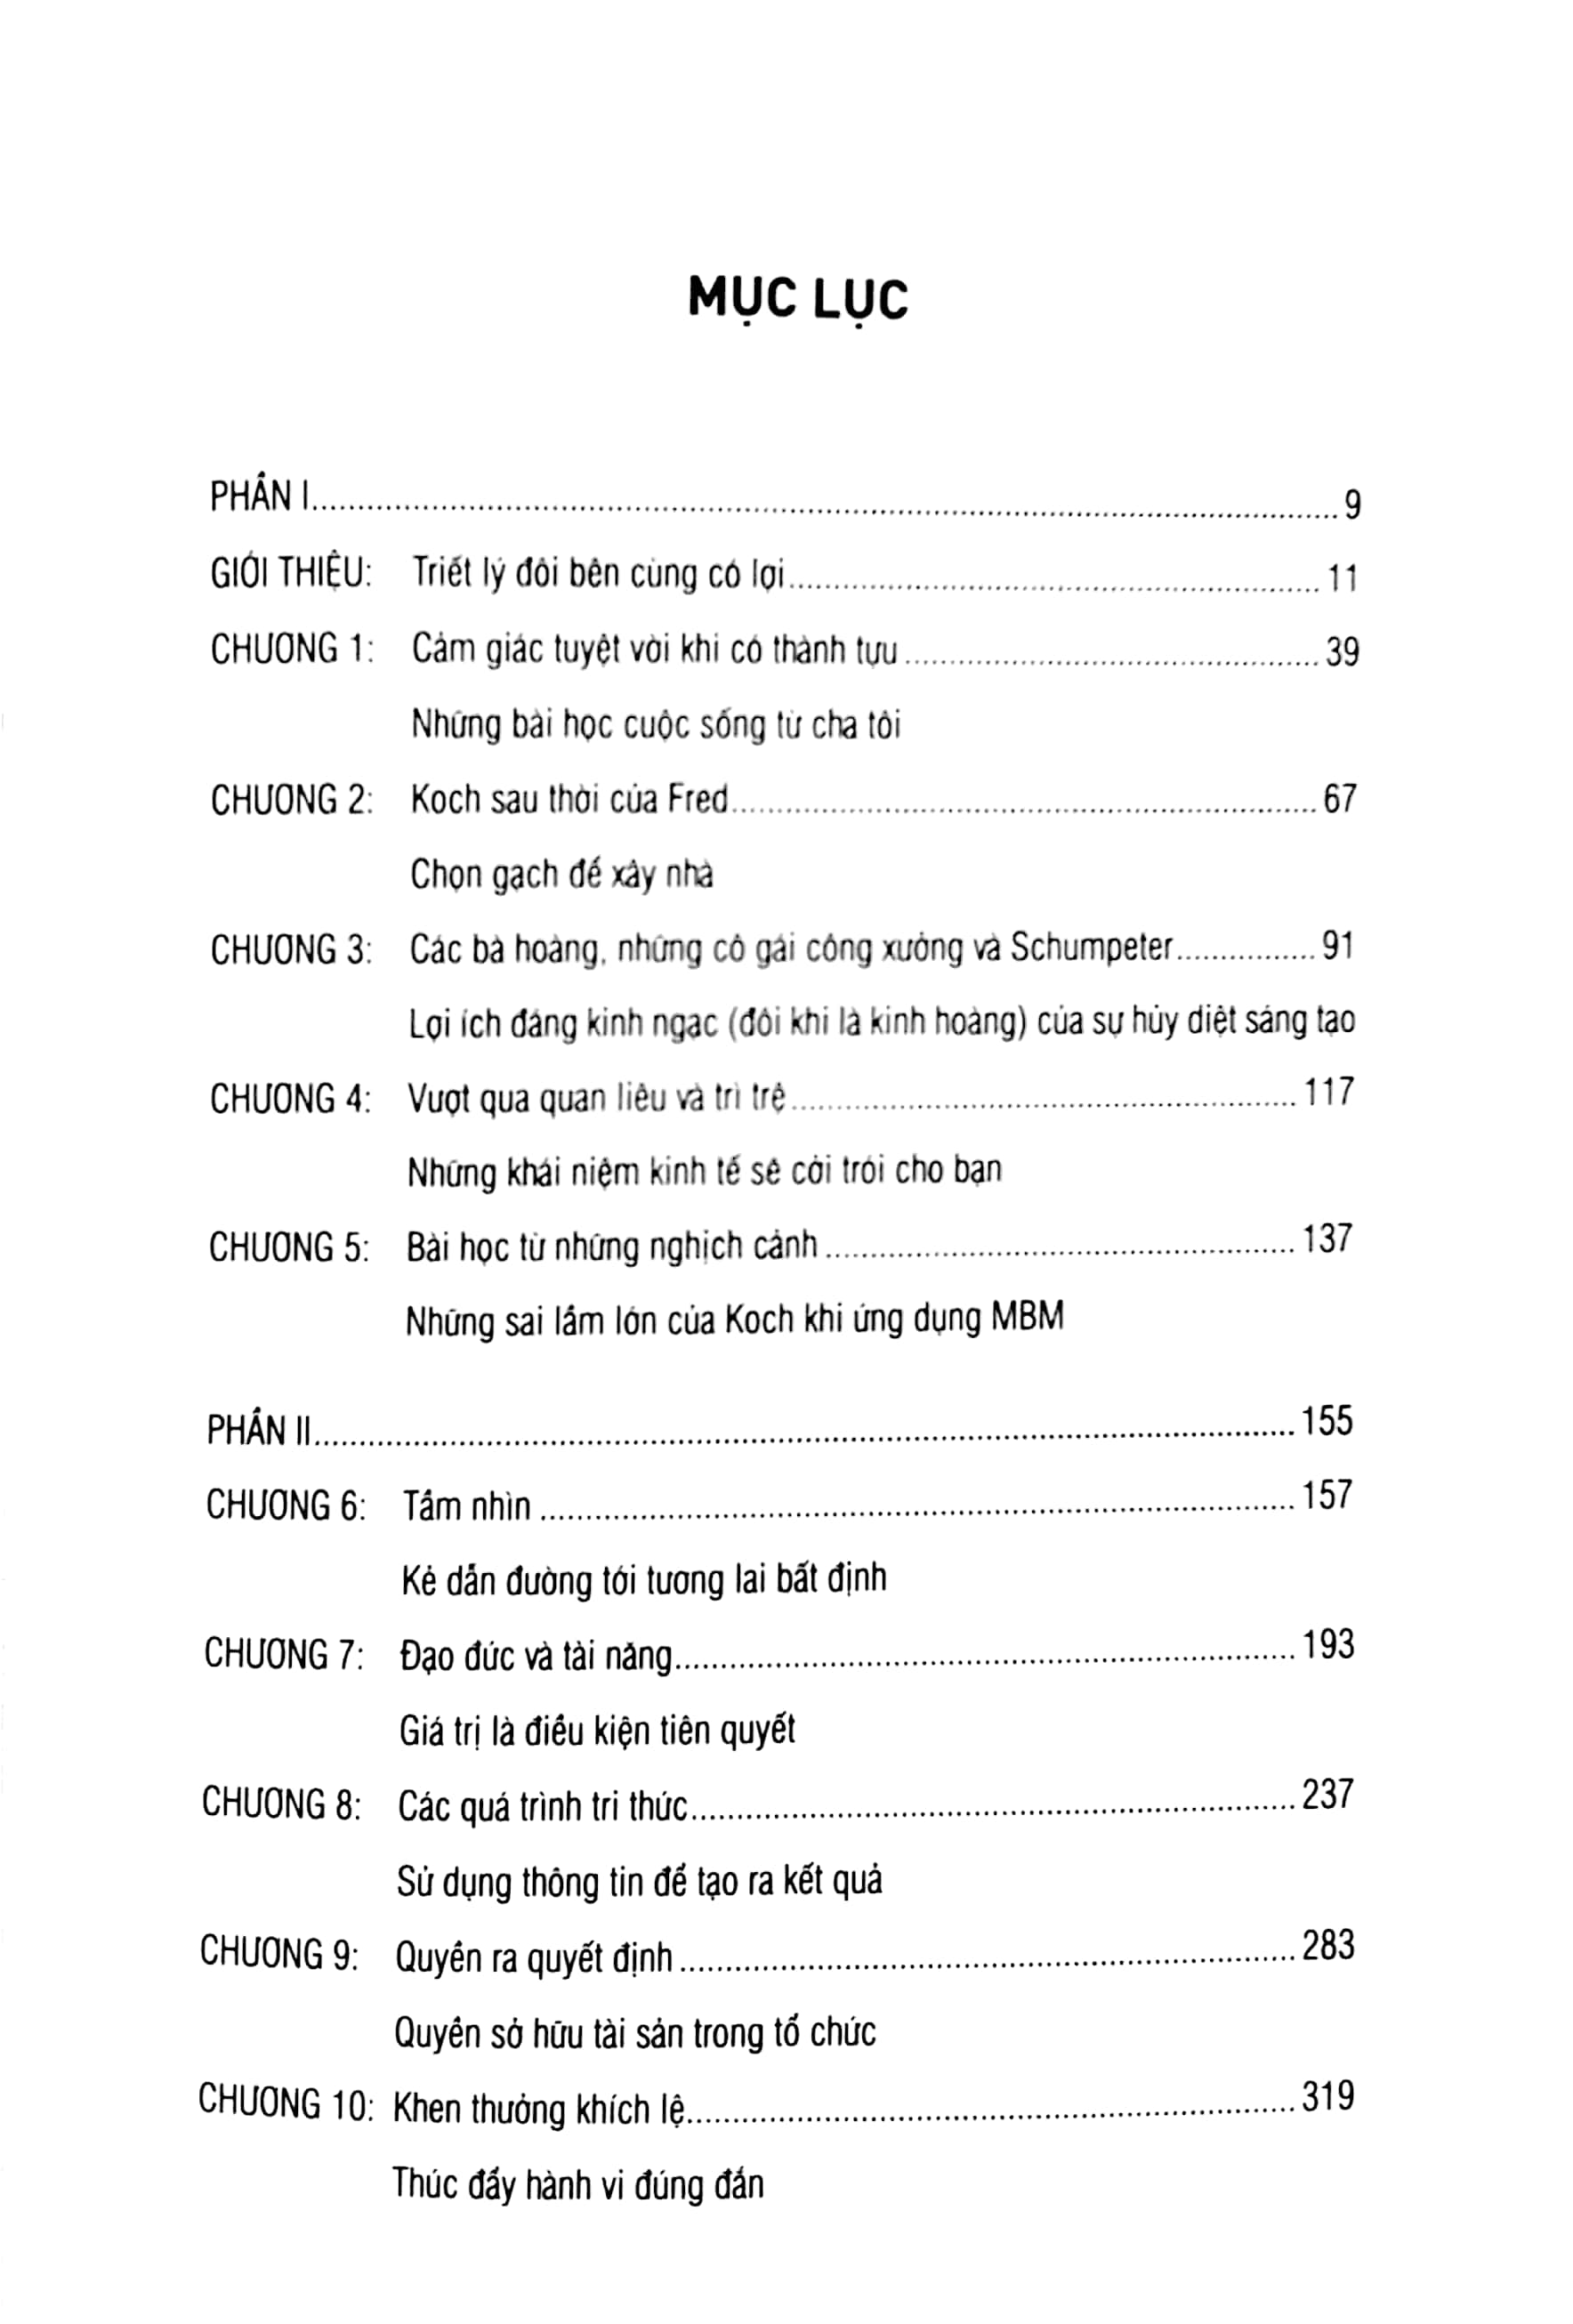 MỤC LỤC
PHẦN I........................................ 9
GIỚI THIỆU: Triết lý đôi bên cùng có lợi........................................ 11
CHƯƠNG 1: Cảm giác tuyệt vời khi có thành tựu........................................ 39
Những bài học cuộc sống từ cha tôi
CHƯƠNG 2: Koch sau thời của Fred........................................ 67
Chọn gạch để xây nhà
CHƯƠNG 3: Các bà hoàng, những cô gái công xưởng và Schumpeter............... 91
Lợi ích đáng kinh ngạc (đôi khi là kinh hoàng) của sự hủy diệt sáng tạo
CHƯƠNG 4: Vượt qua quan liêu và trì trệ........................................ 117
Những khái niệm kinh tế sẽ cởi trói cho bạn
CHƯƠNG 5: Bài học từ những nghịch cảnh........................................ 137
Những sai lầm lớn của Koch khi ứng dụng MBM
PHẦN II........................................ 155
CHƯƠNG 6: Tầm nhìn........................................ 157
Kẻ dẫn đường tới tương lai bất định
CHƯƠNG 7: Đạo đức và tài năng........................................ 193
Giá trị là điều kiện tiên quyết
CHƯƠNG 8: Các quá trình tri thức........................................ 237
Sử dụng thông tin để tạo ra kết quả
CHƯƠNG 9: Quyền ra quyết định........................................ 283
Quyền sở hữu tài sản trong tổ chức
CHƯƠNG 10: Khen thưởng khích lệ........................................ 319
Thúc đẩy hành vi đúng đắn